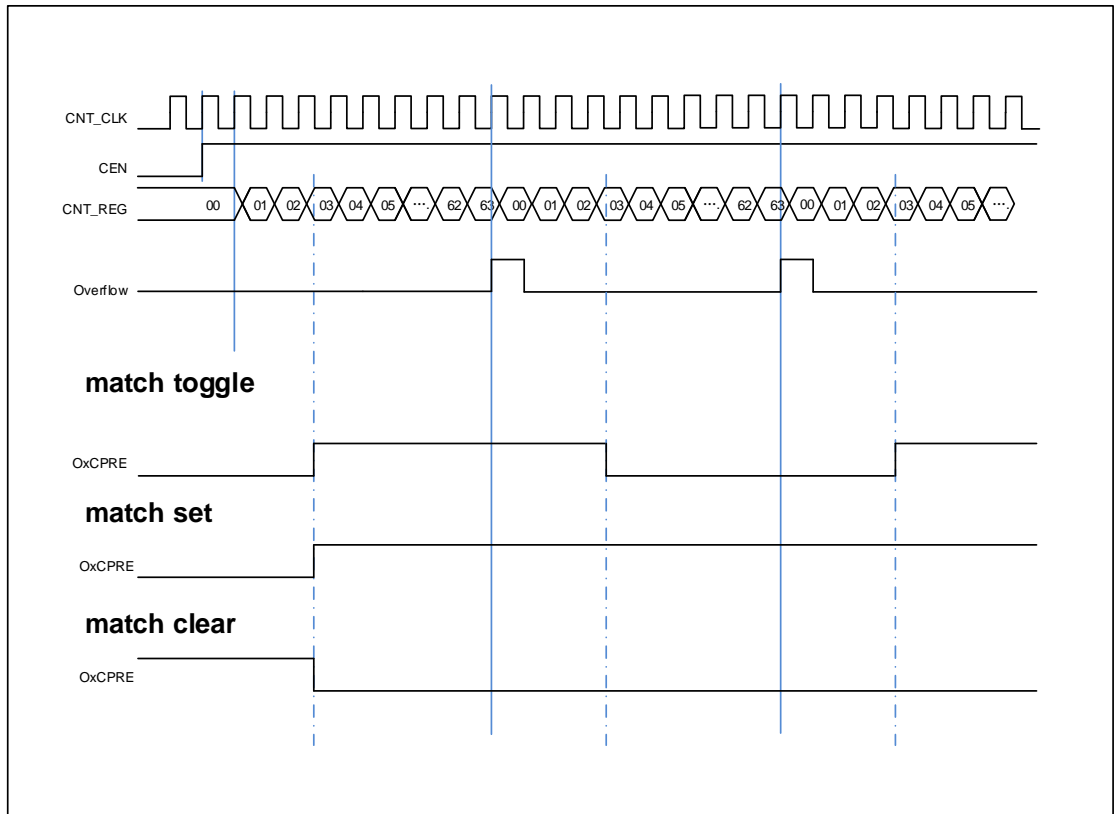 CNT_CLK
CEN
CNT_REG 00 01 02 03 04 05 ···. 62 63 00 01 02 03 04 05 ···. 62 63 00 01 02 03 04 05 ···.
Overflow
match toggle
OxCPRE
match set
OxCPRE
match clear
OxCPRE